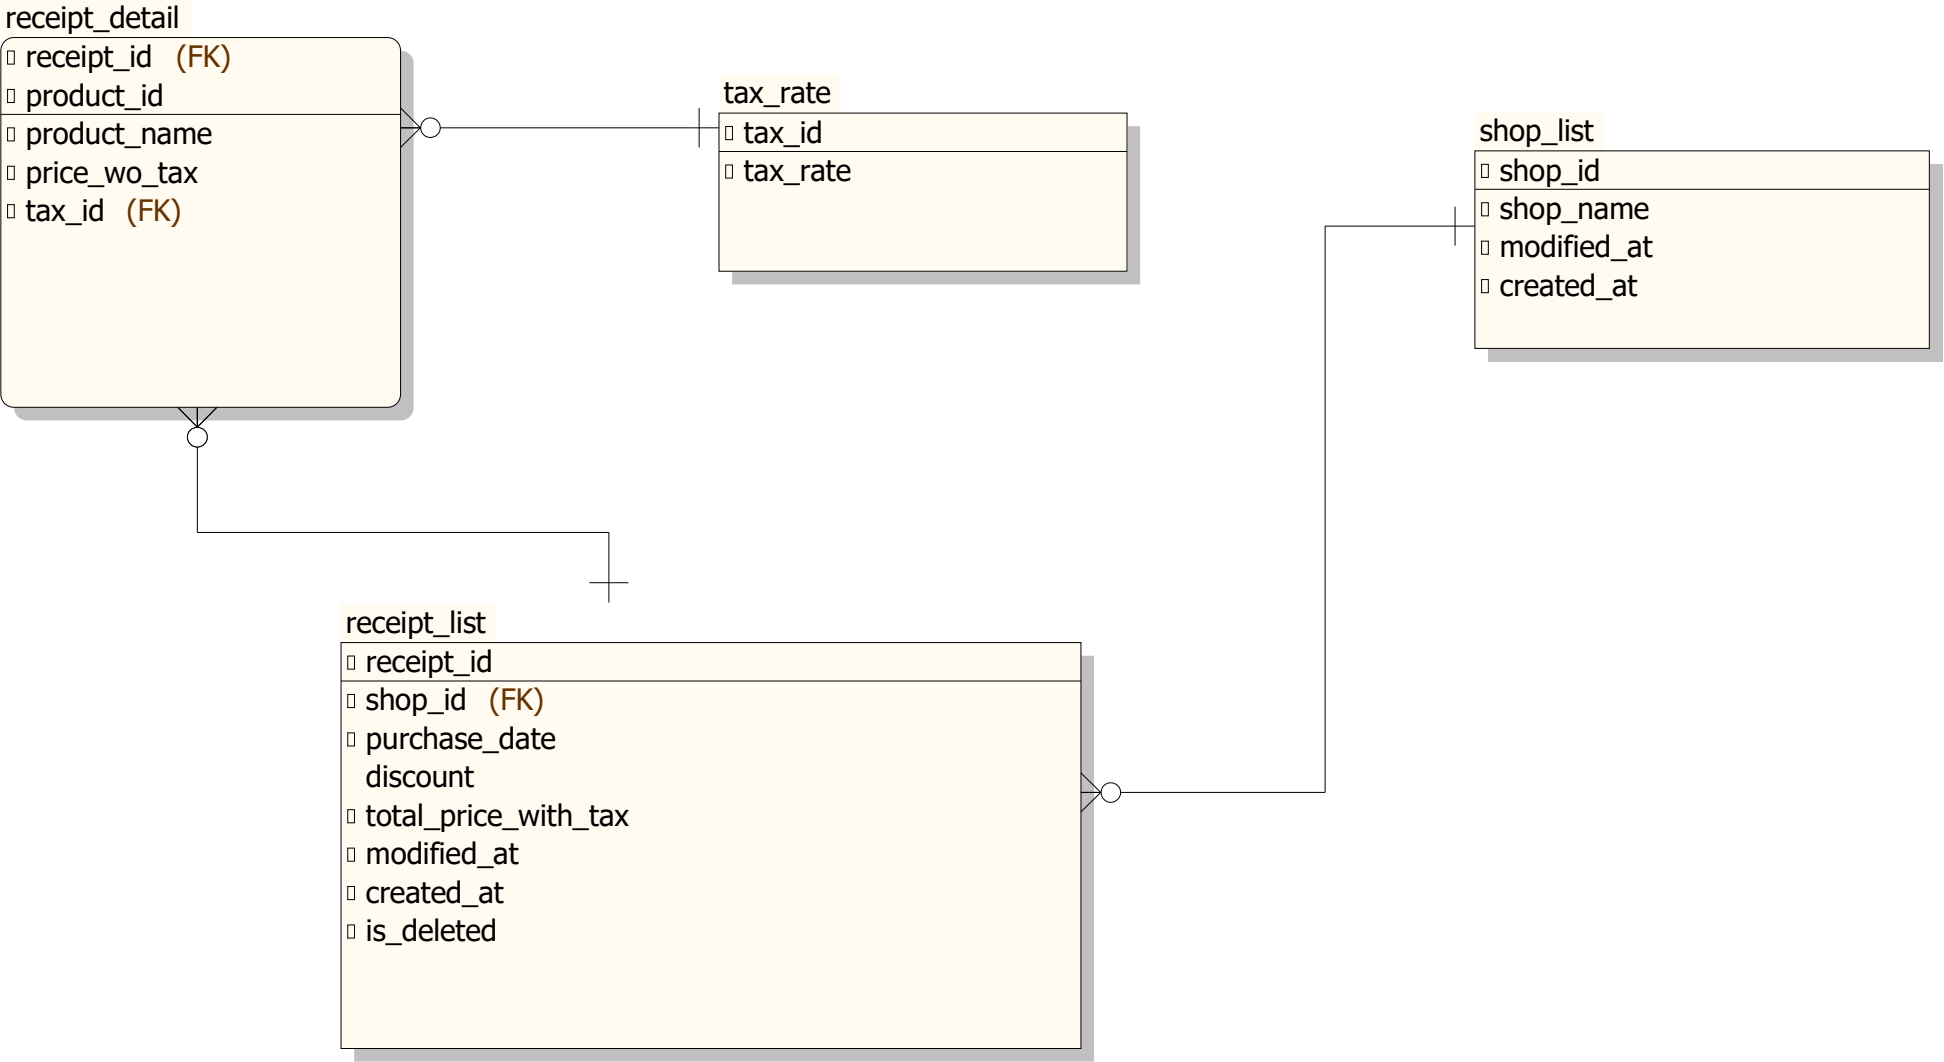 receipt_detail
receipt_id (FK)
product_id
product_name
price_wo_tax
tax_id (FK)
tax_rate
tax_id
tax_rate
shop_list
shop_id
shop_name
modified_at
created_at
receipt_list
receipt_id
shop_id (FK)
purchase_date
discount
total_price_with_tax
modified_at
created_at
is_deleted